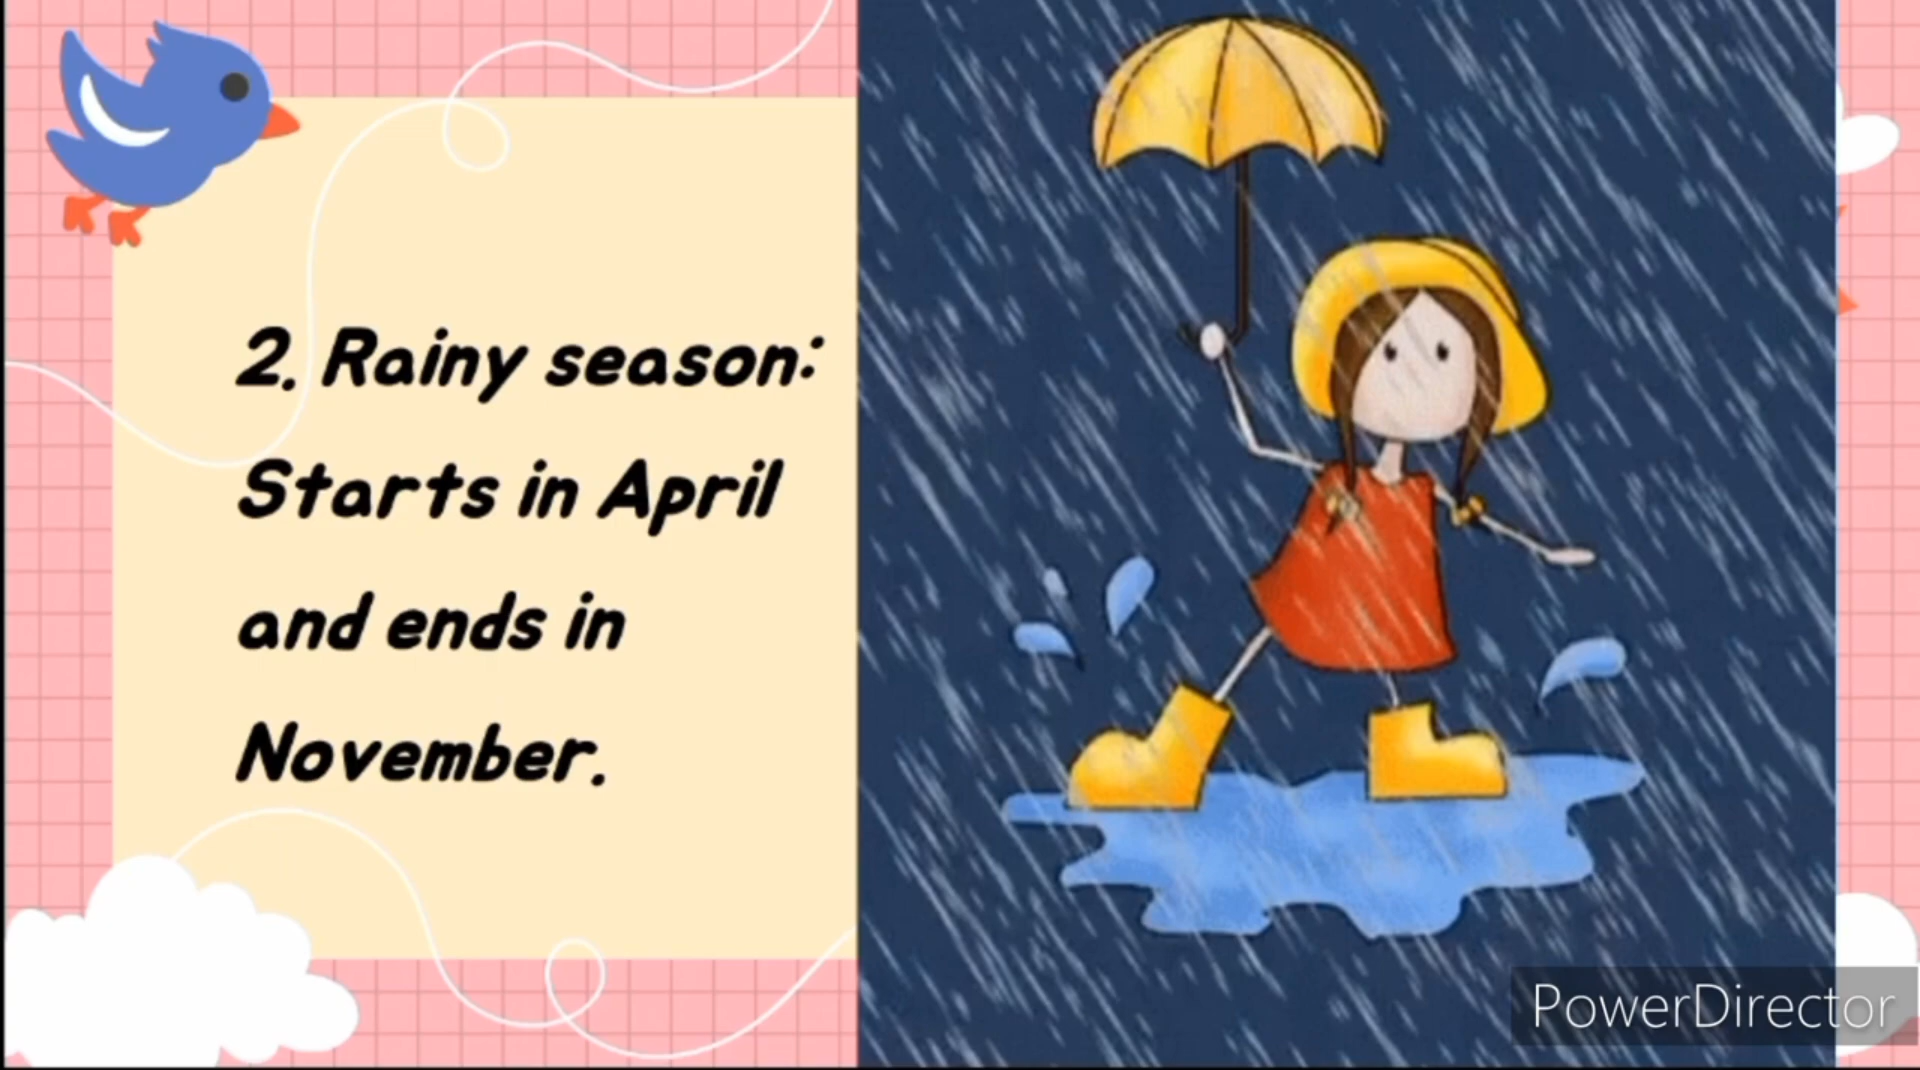 2. Rainy season:
Starts in April
and ends in
November.
PowerDirector